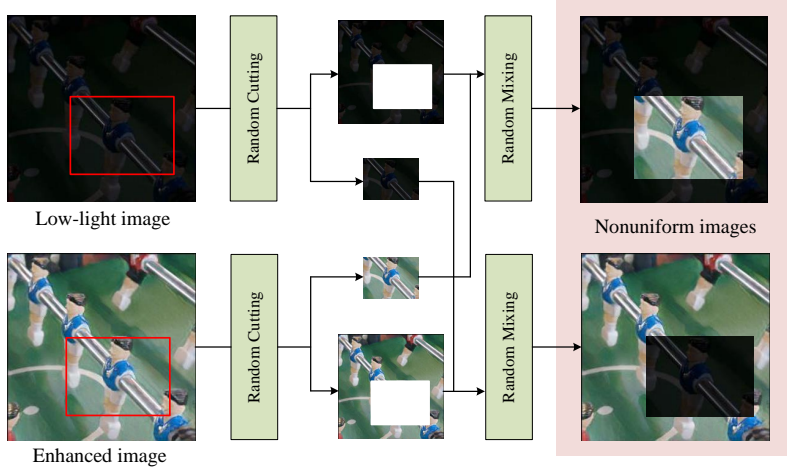 Random Cutting
Random Mixing
Low-light image
Nonuniform images
Random Cutting
Random Mixing
Enhanced image